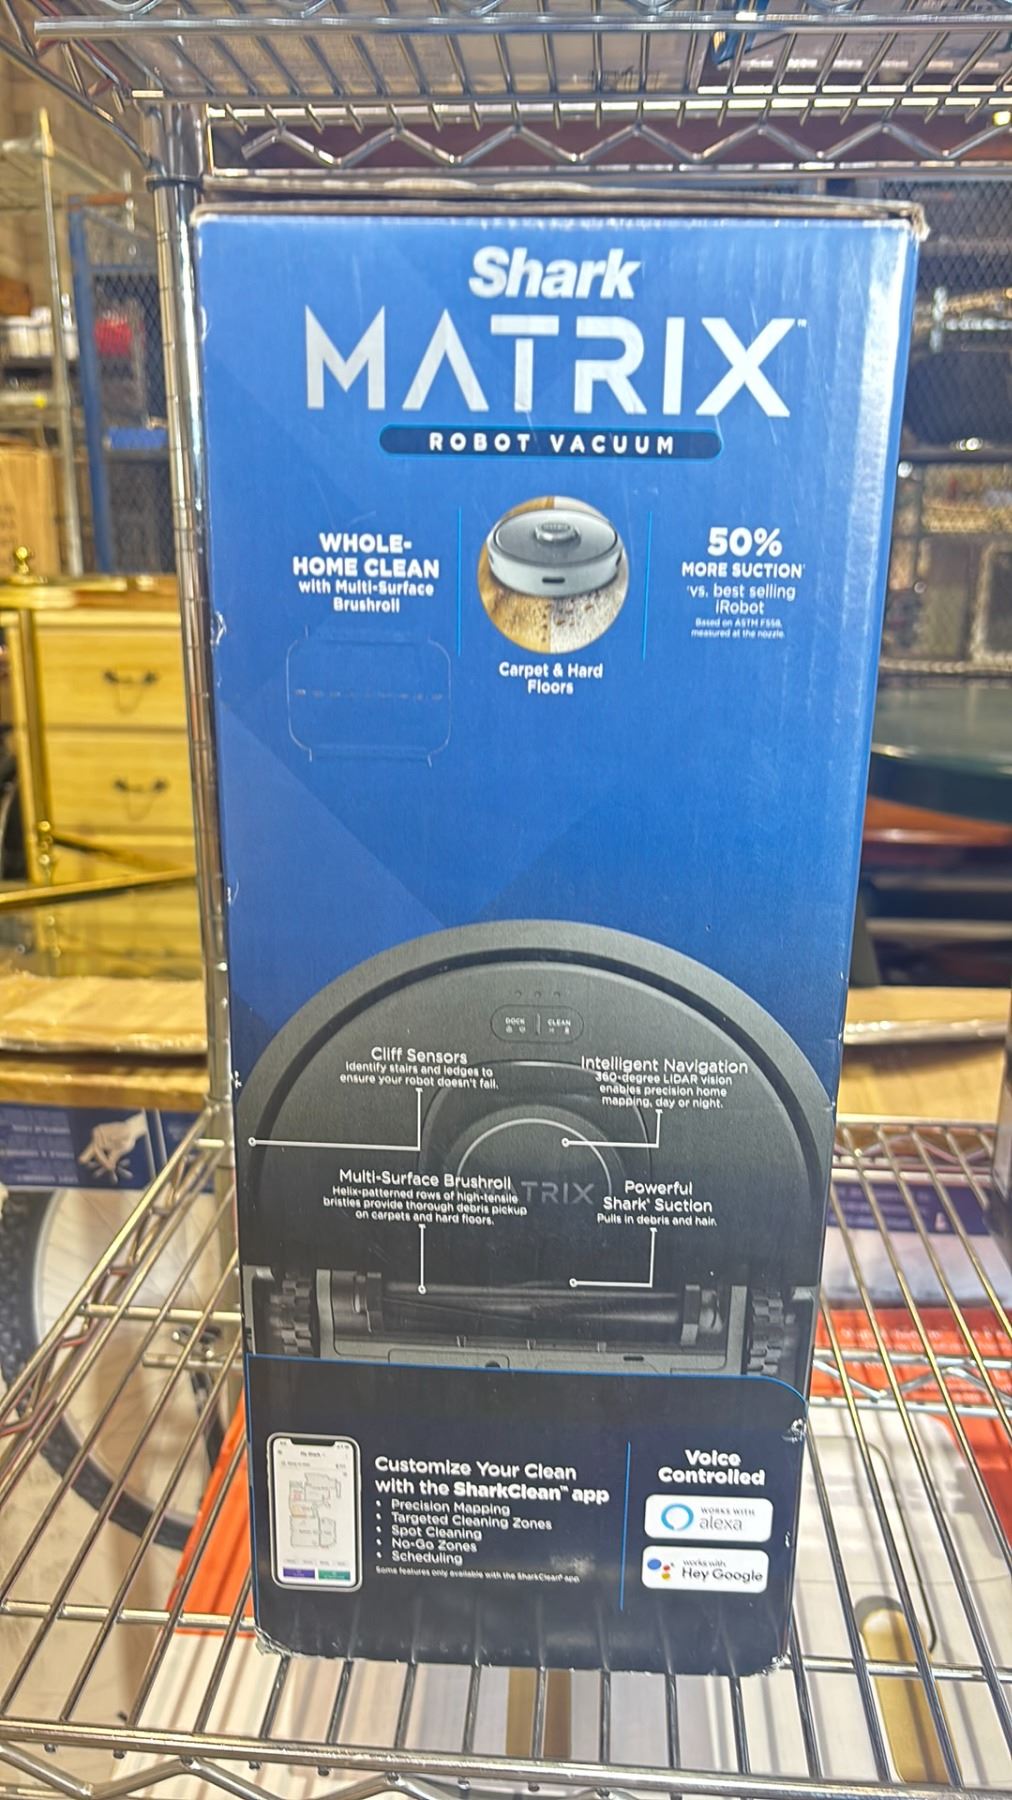 Shark
MATRIX™
ROBOT VACUUM
WHOLE-
HOME CLEAN
with Multi-Surface
Brushroll
Carpet & Hard
Floors
50%
MORE SUCTION*
*vs. best selling
iRobot
Based on ASTM F558,
measured at the nozzle.
DOCK
CLEAN
Cliff Sensors
Identify stairs and ledges to
ensure your robot doesn't fall.
Intelligent Navigation
360-degree LiDAR vision
enables precision home
mapping, day or night.
Multi-Surface Brushroll
Helix-patterned rows of high-tensile
bristles provide thorough debris pickup
on carpets and hard floors.
TRIX
Powerful
Shark® Suction
Pulls in debris and hair.
Customize Your Clean
with the SharkClean™ app
• Precision Mapping
• Targeted Cleaning Zones
• Spot Cleaning
• No-Go Zones
• Scheduling
Some features only available with the SharkClean® app.
Voice
Controlled
WORKS WITH
alexa
works with
Hey Google